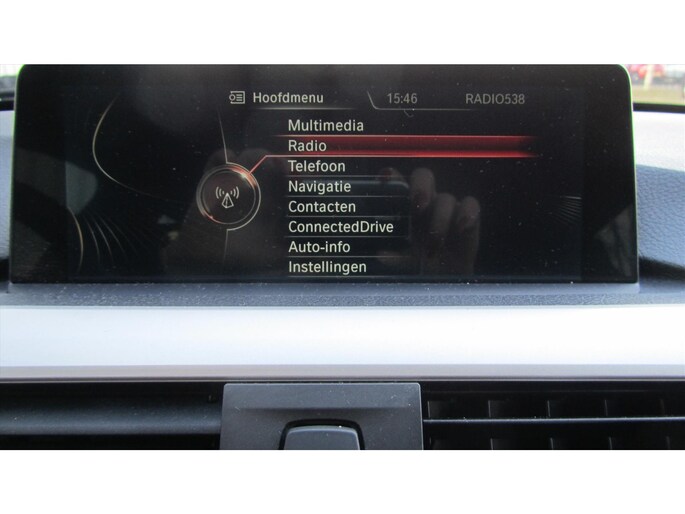 Hoofdmenu 15:46 RADIO538
Multimedia
Radio
Telefoon
Navigatie
Contacten
ConnectedDrive
Auto-info
Instellingen